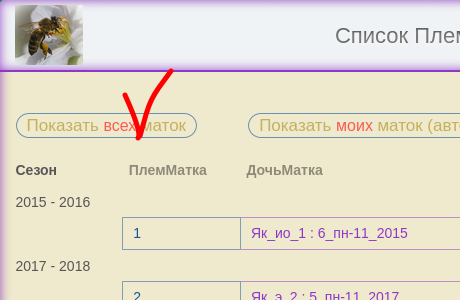 Список Плем
Показать всех маток
Показать моих маток (авт
Сезон ПлемМатка ДочьМатка
2015 - 2016
1 Як_ио_1 : 6_пн-11_2015
2017 - 2018
2 Як_э_2 : 5_пн-11_2017